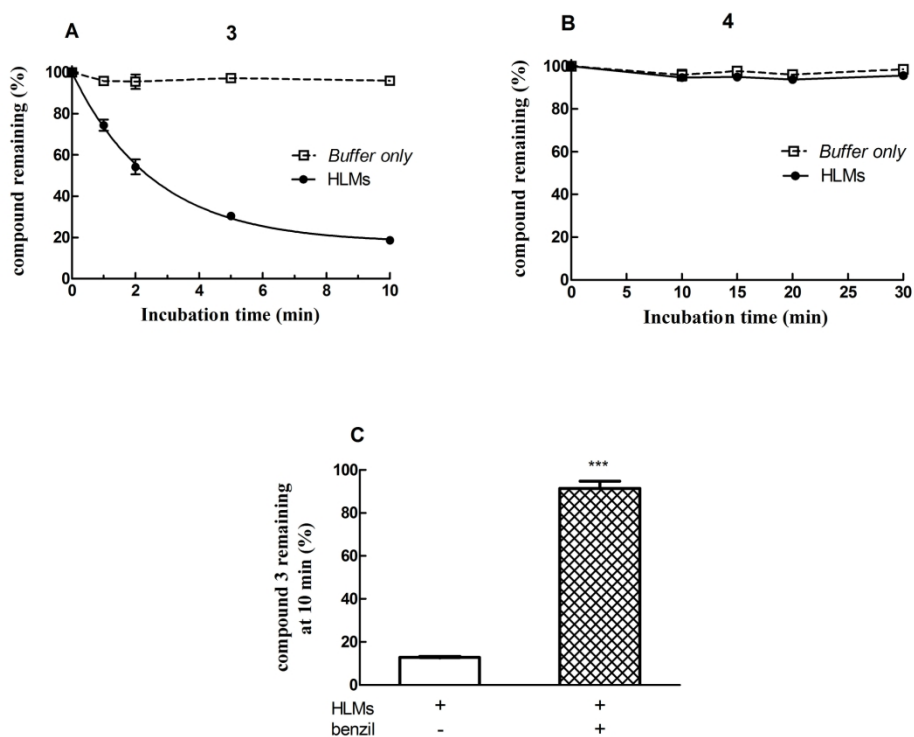 A
3
compound remaining (%)
100
80
60
40
20
0
0
2
4
6
8
10
Incubation time (min)
Buffer only
HLMs
B
4
compound remaining (%)
100
80
60
40
20
0
0
5
10
15
20
25
30
Incubation time (min)
Buffer only
HLMs
C
compound 3 remaining
at 10 min (%)
100
80
60
40
20
0
***
HLMs + +
benzil - +